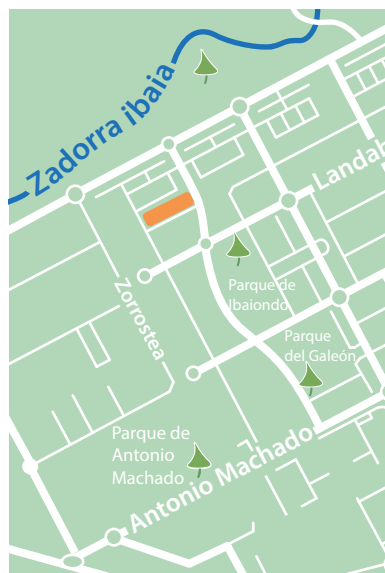 Zadorra ibaia
Landab
Parque de
Ibaiondo
Zorrostea
Parque
del Galeón
Parque de
Antonio
Machado
Antonio Machado